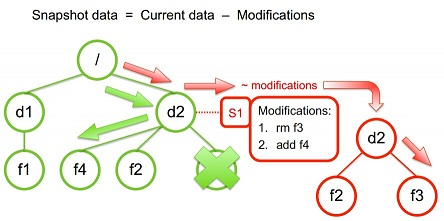 Snapshot data = Current data – Modifications
/
~ modifications
d1
d2
S1
Modifications:
1. rm f3
2. add f4
d2
f1
f4
f2
f2
f3